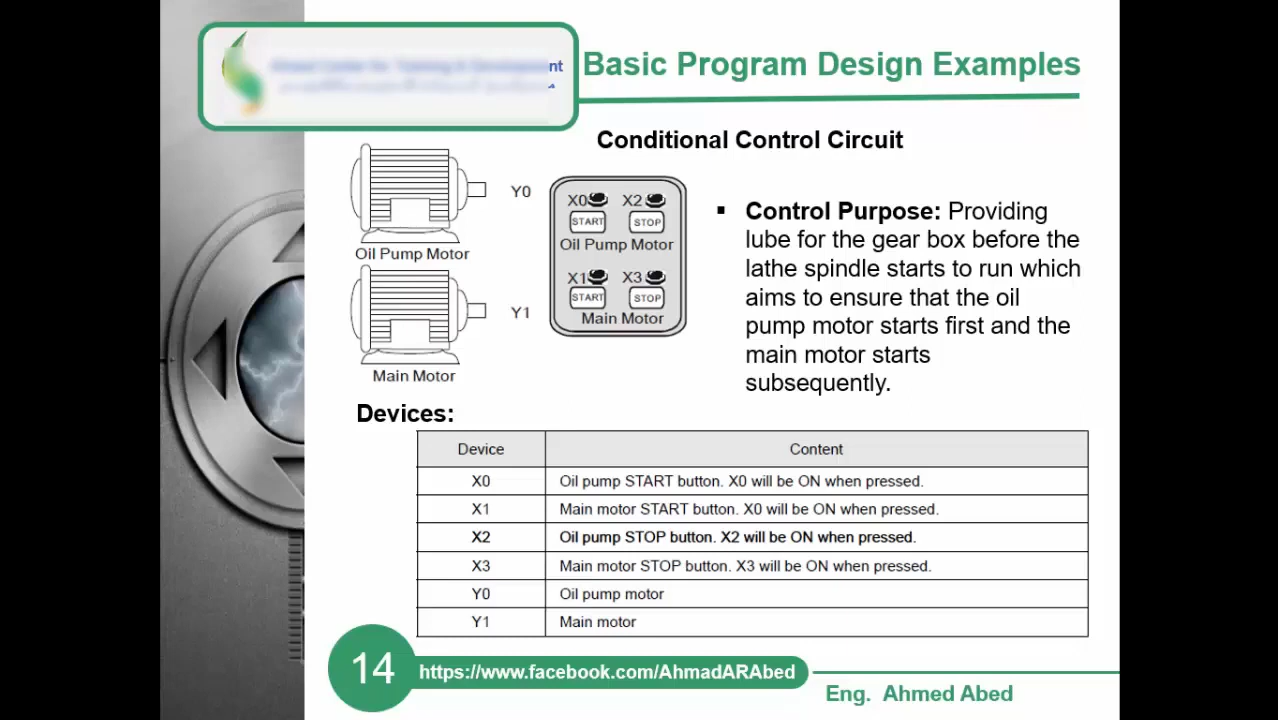 Basic Program Design Examples
Conditional Control Circuit
Y0
Oil Pump Motor
Y1
Main Motor
X0 X2
START STOP
Oil Pump Motor
X1 X3
START STOP
Main Motor
▪ Control Purpose: Providing
lube for the gear box before the
lathe spindle starts to run which
aims to ensure that the oil
pump motor starts first and the
main motor starts
subsequently.
Devices:
Device Content
X0 Oil pump START button. X0 will be ON when pressed.
X1 Main motor START button. X0 will be ON when pressed.
X2 Oil pump STOP button. X2 will be ON when pressed.
X3 Main motor STOP button. X3 will be ON when pressed.
Y0 Oil pump motor
Y1 Main motor
14 https://www.facebook.com/AhmadARAbed
Eng. Ahmed Abed